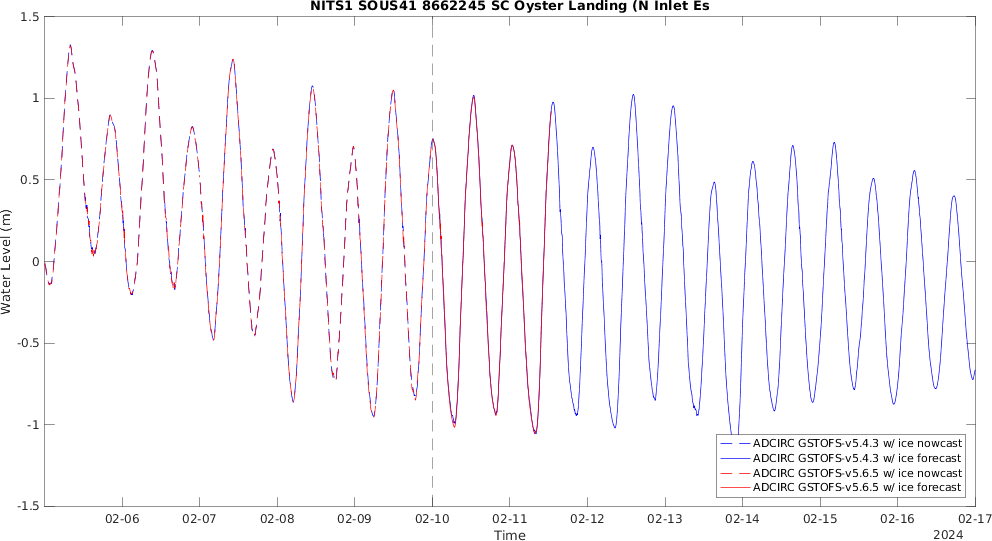 NITS1 SOUS41 8662245 SC Oyster Landing (N Inlet Es
1.5
1
0.5
0
-0.5
-1
-1.5
Water Level (m)
ADCIRC GSTOFS-v5.4.3 w/ ice nowcast
ADCIRC GSTOFS-v5.4.3 w/ ice forecast
ADCIRC GSTOFS-v5.6.5 w/ ice nowcast
ADCIRC GSTOFS-v5.6.5 w/ ice forecast
02-06 02-07 02-08 02-09 02-10 02-11 02-12 02-13 02-14 02-15 02-16 02-17
Time
2024